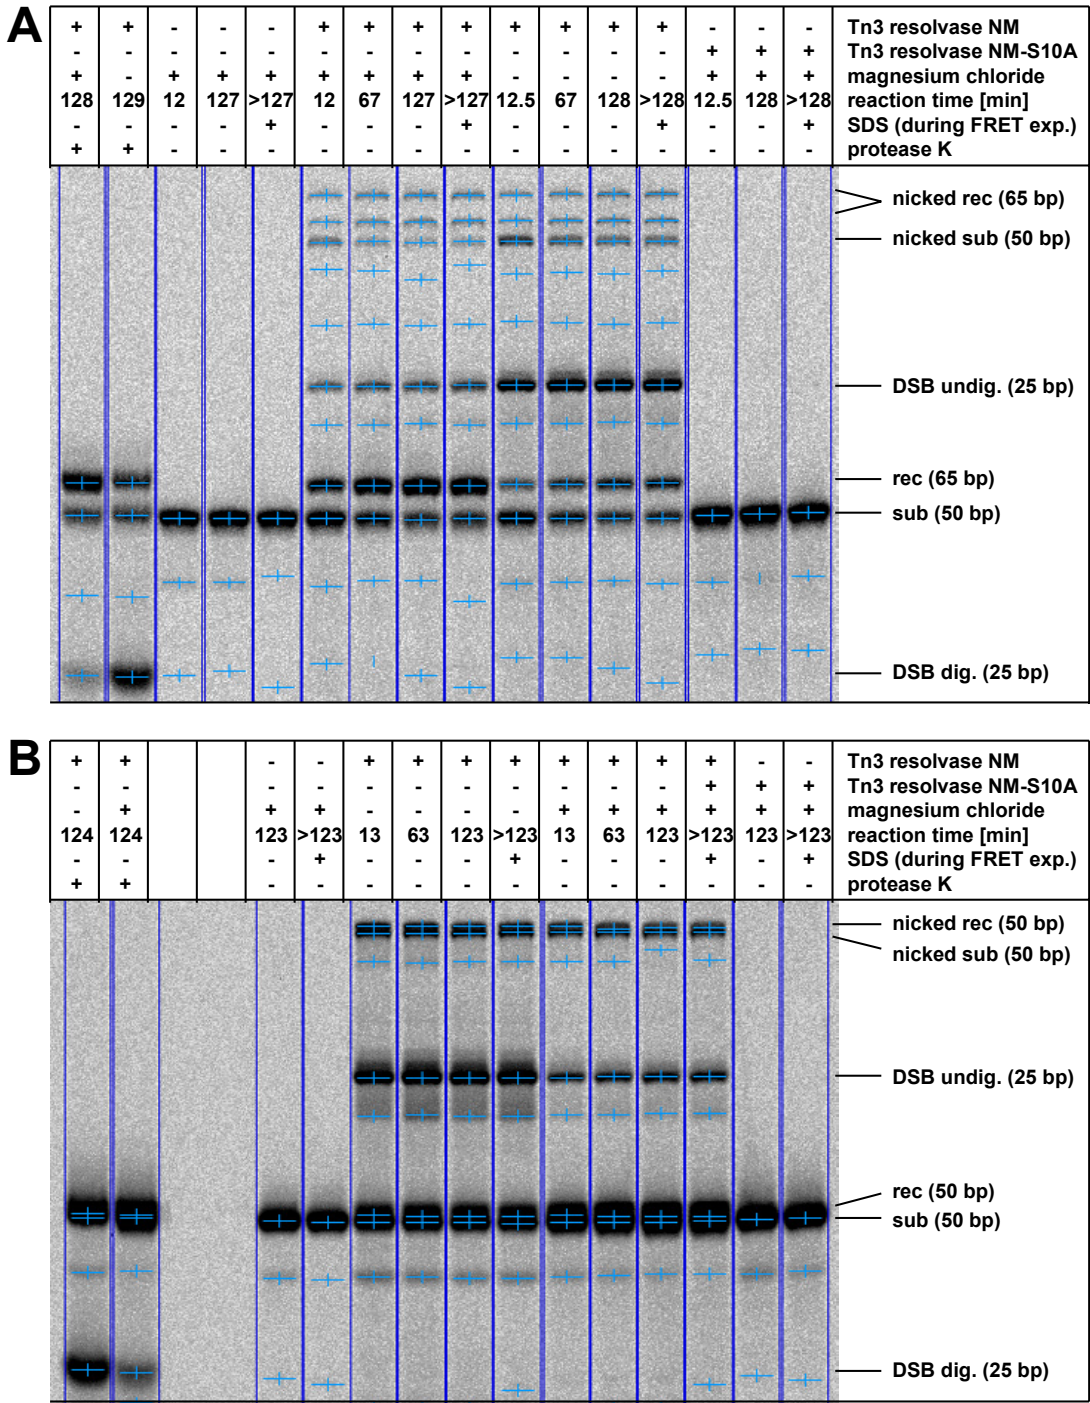 A
+ + - - - + + + + + + + + - - - Tn3 resolvase NM
- - - - - - - - - - - - - + + + Tn3 resolvase NM-S10A
+ - + + + + + + + - - - - + + + magnesium chloride
128 129 12 127 >127 12 67 127 >127 12.5 67 128 >128 12.5 128 >128 reaction time [min]
- - - - + - - - + - - - + - - + SDS (during FRET exp.)
+ + - - - - - - - - - - - - - - protease K
nicked rec (65 bp)
nicked sub (50 bp)
DSB undig. (25 bp)
rec (65 bp)
sub (50 bp)
DSB dig. (25 bp)
B
+ + - - + + + + + + + + - - Tn3 resolvase NM
- - - - - - - - - - - + + + Tn3 resolvase NM-S10A
- + + + - - - - + + + + + + magnesium chloride
124 124 123 >123 13 63 123 >123 13 63 123 >123 123 >123 reaction time [min]
- - - + - - - + - - - + - + SDS (during FRET exp.)
+ + - - - - - - - - - - - - protease K
nicked rec (50 bp)
nicked sub (50 bp)
DSB undig. (25 bp)
rec (50 bp)
sub (50 bp)
DSB dig. (25 bp)